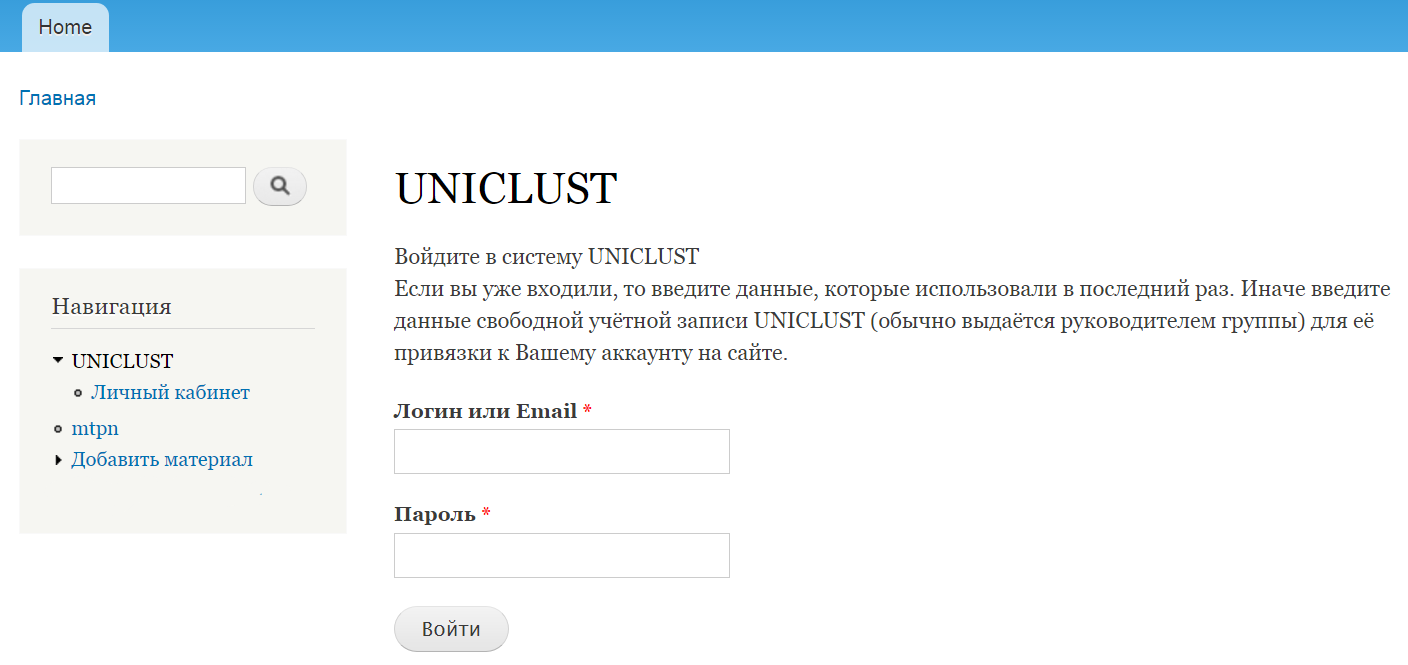 Home
Главная
Навигация
UNICLUST
Личный кабинет
mtpn
Добавить материал
UNICLUST
Войдите в систему UNICLUST
Если вы уже входили, то введите данные, которые использовали в последний раз. Иначе введите
данные свободной учётной записи UNICLUST (обычно выдаётся руководителем группы) для её
привязки к Вашему аккаунту на сайте.
Логин или Email *
Пароль *
Войти